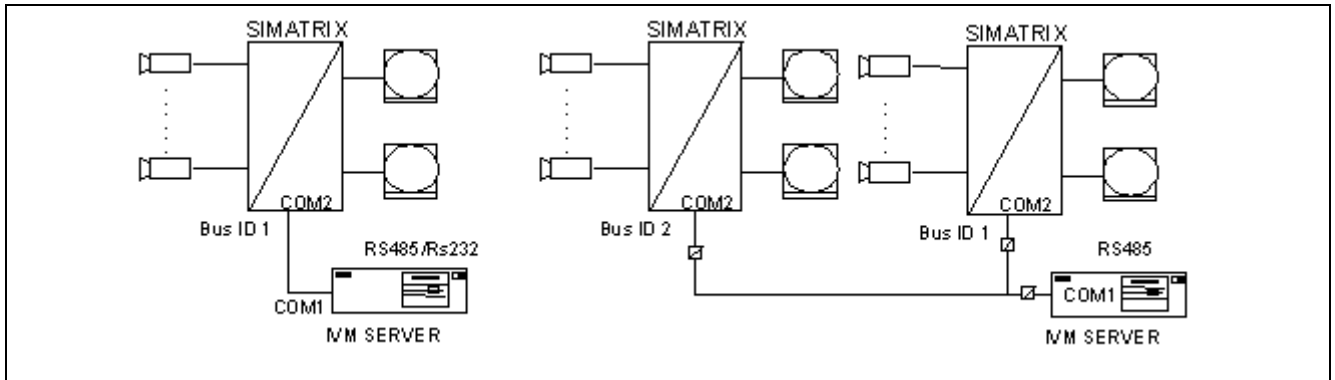 SIMATRIX
COM2
Bus ID 1
RS485/Rs232
COM1
IVM SERVER
SIMATRIX
COM2
Bus ID 2
SIMATRIX
COM2
Bus ID 1
RS485
COM1
IVM SERVER